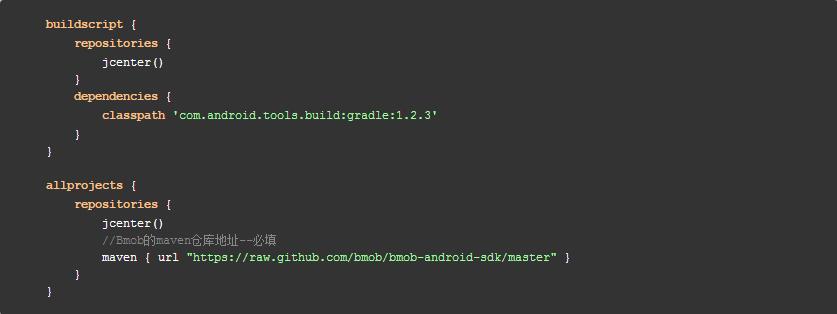 buildscript {
    repositories {
        jcenter()
    }
    dependencies {
        classpath 'com.android.tools.build:gradle:1.2.3'
    }
}
allprojects {
    repositories {
        jcenter()
        //Bmob的maven仓库地址--必填
        maven { url "https://raw.github.com/bmob/bmob-android-sdk/master" }
    }
}